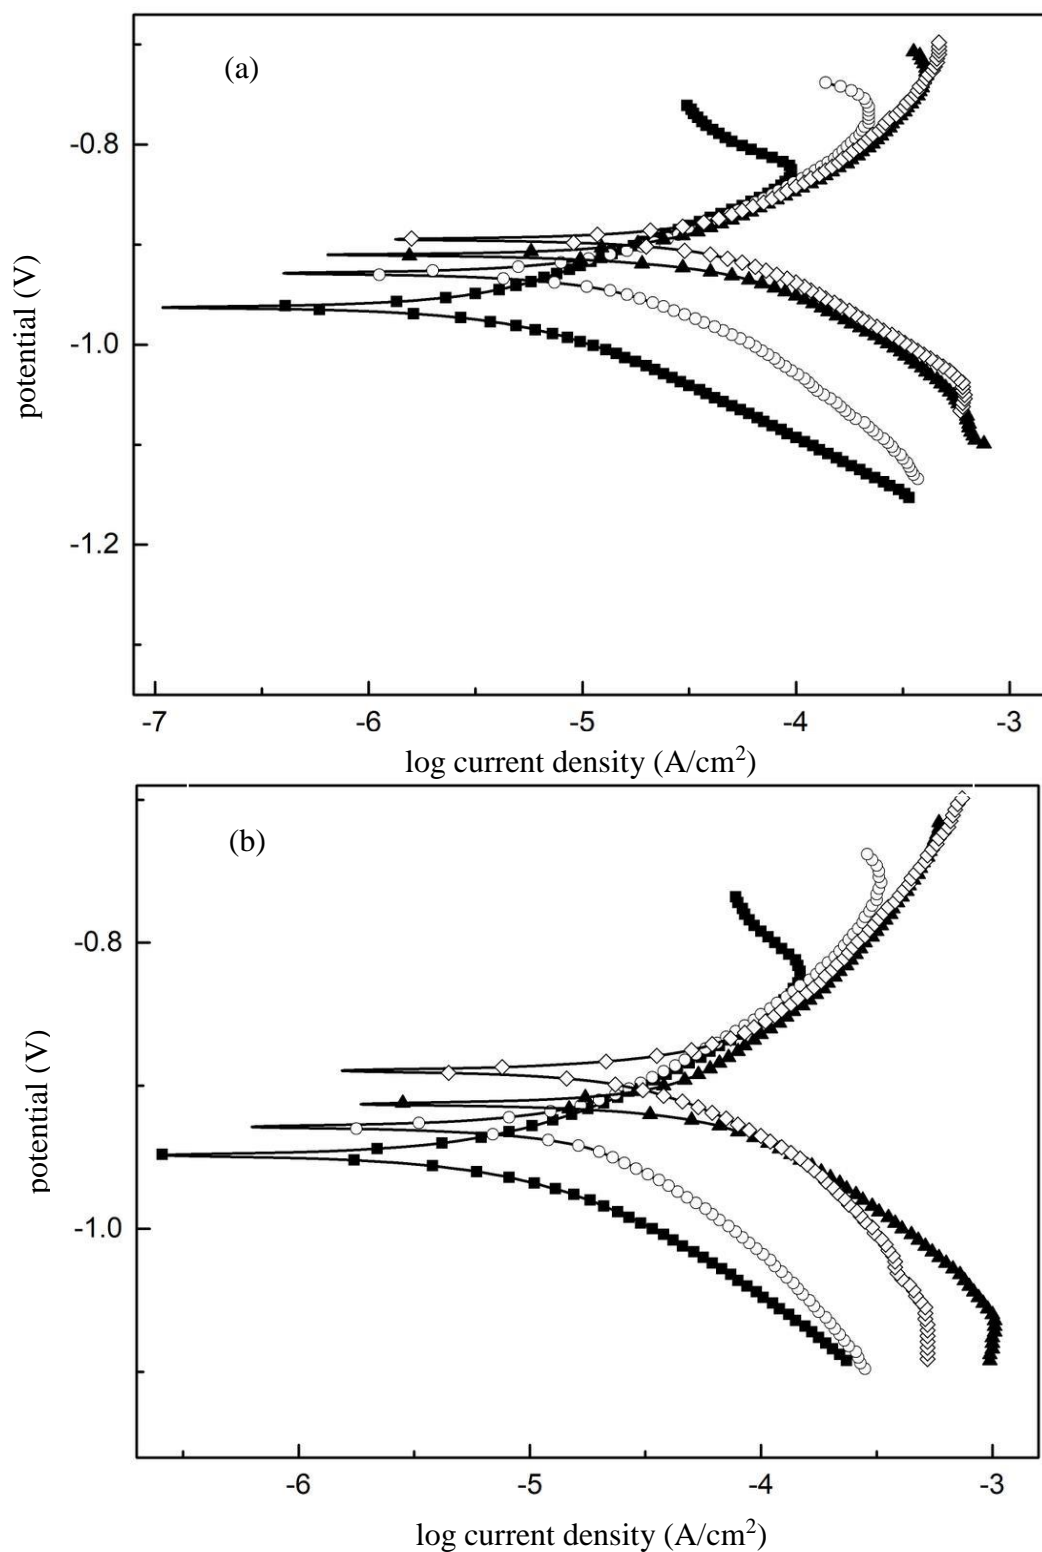 (a)
-0.8
-1.0
-1.2
potential (V)
-7 -6 -5 -4 -3
log current density (A/cm²)
(b)
-0.8
-1.0
potential (V)
-6 -5 -4 -3
log current density (A/cm²)